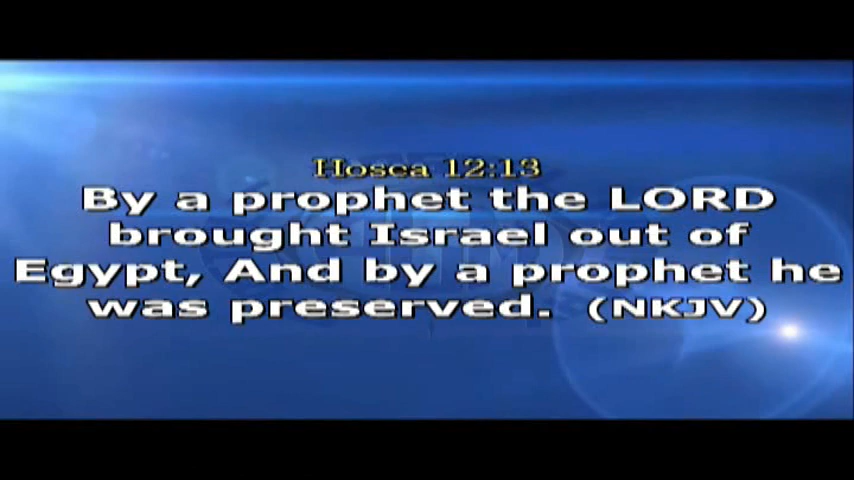 Hosea 12:13
By a prophet the LORD
brought Israel out of
Egypt, And by a prophet he
was preserved. (NKJV)